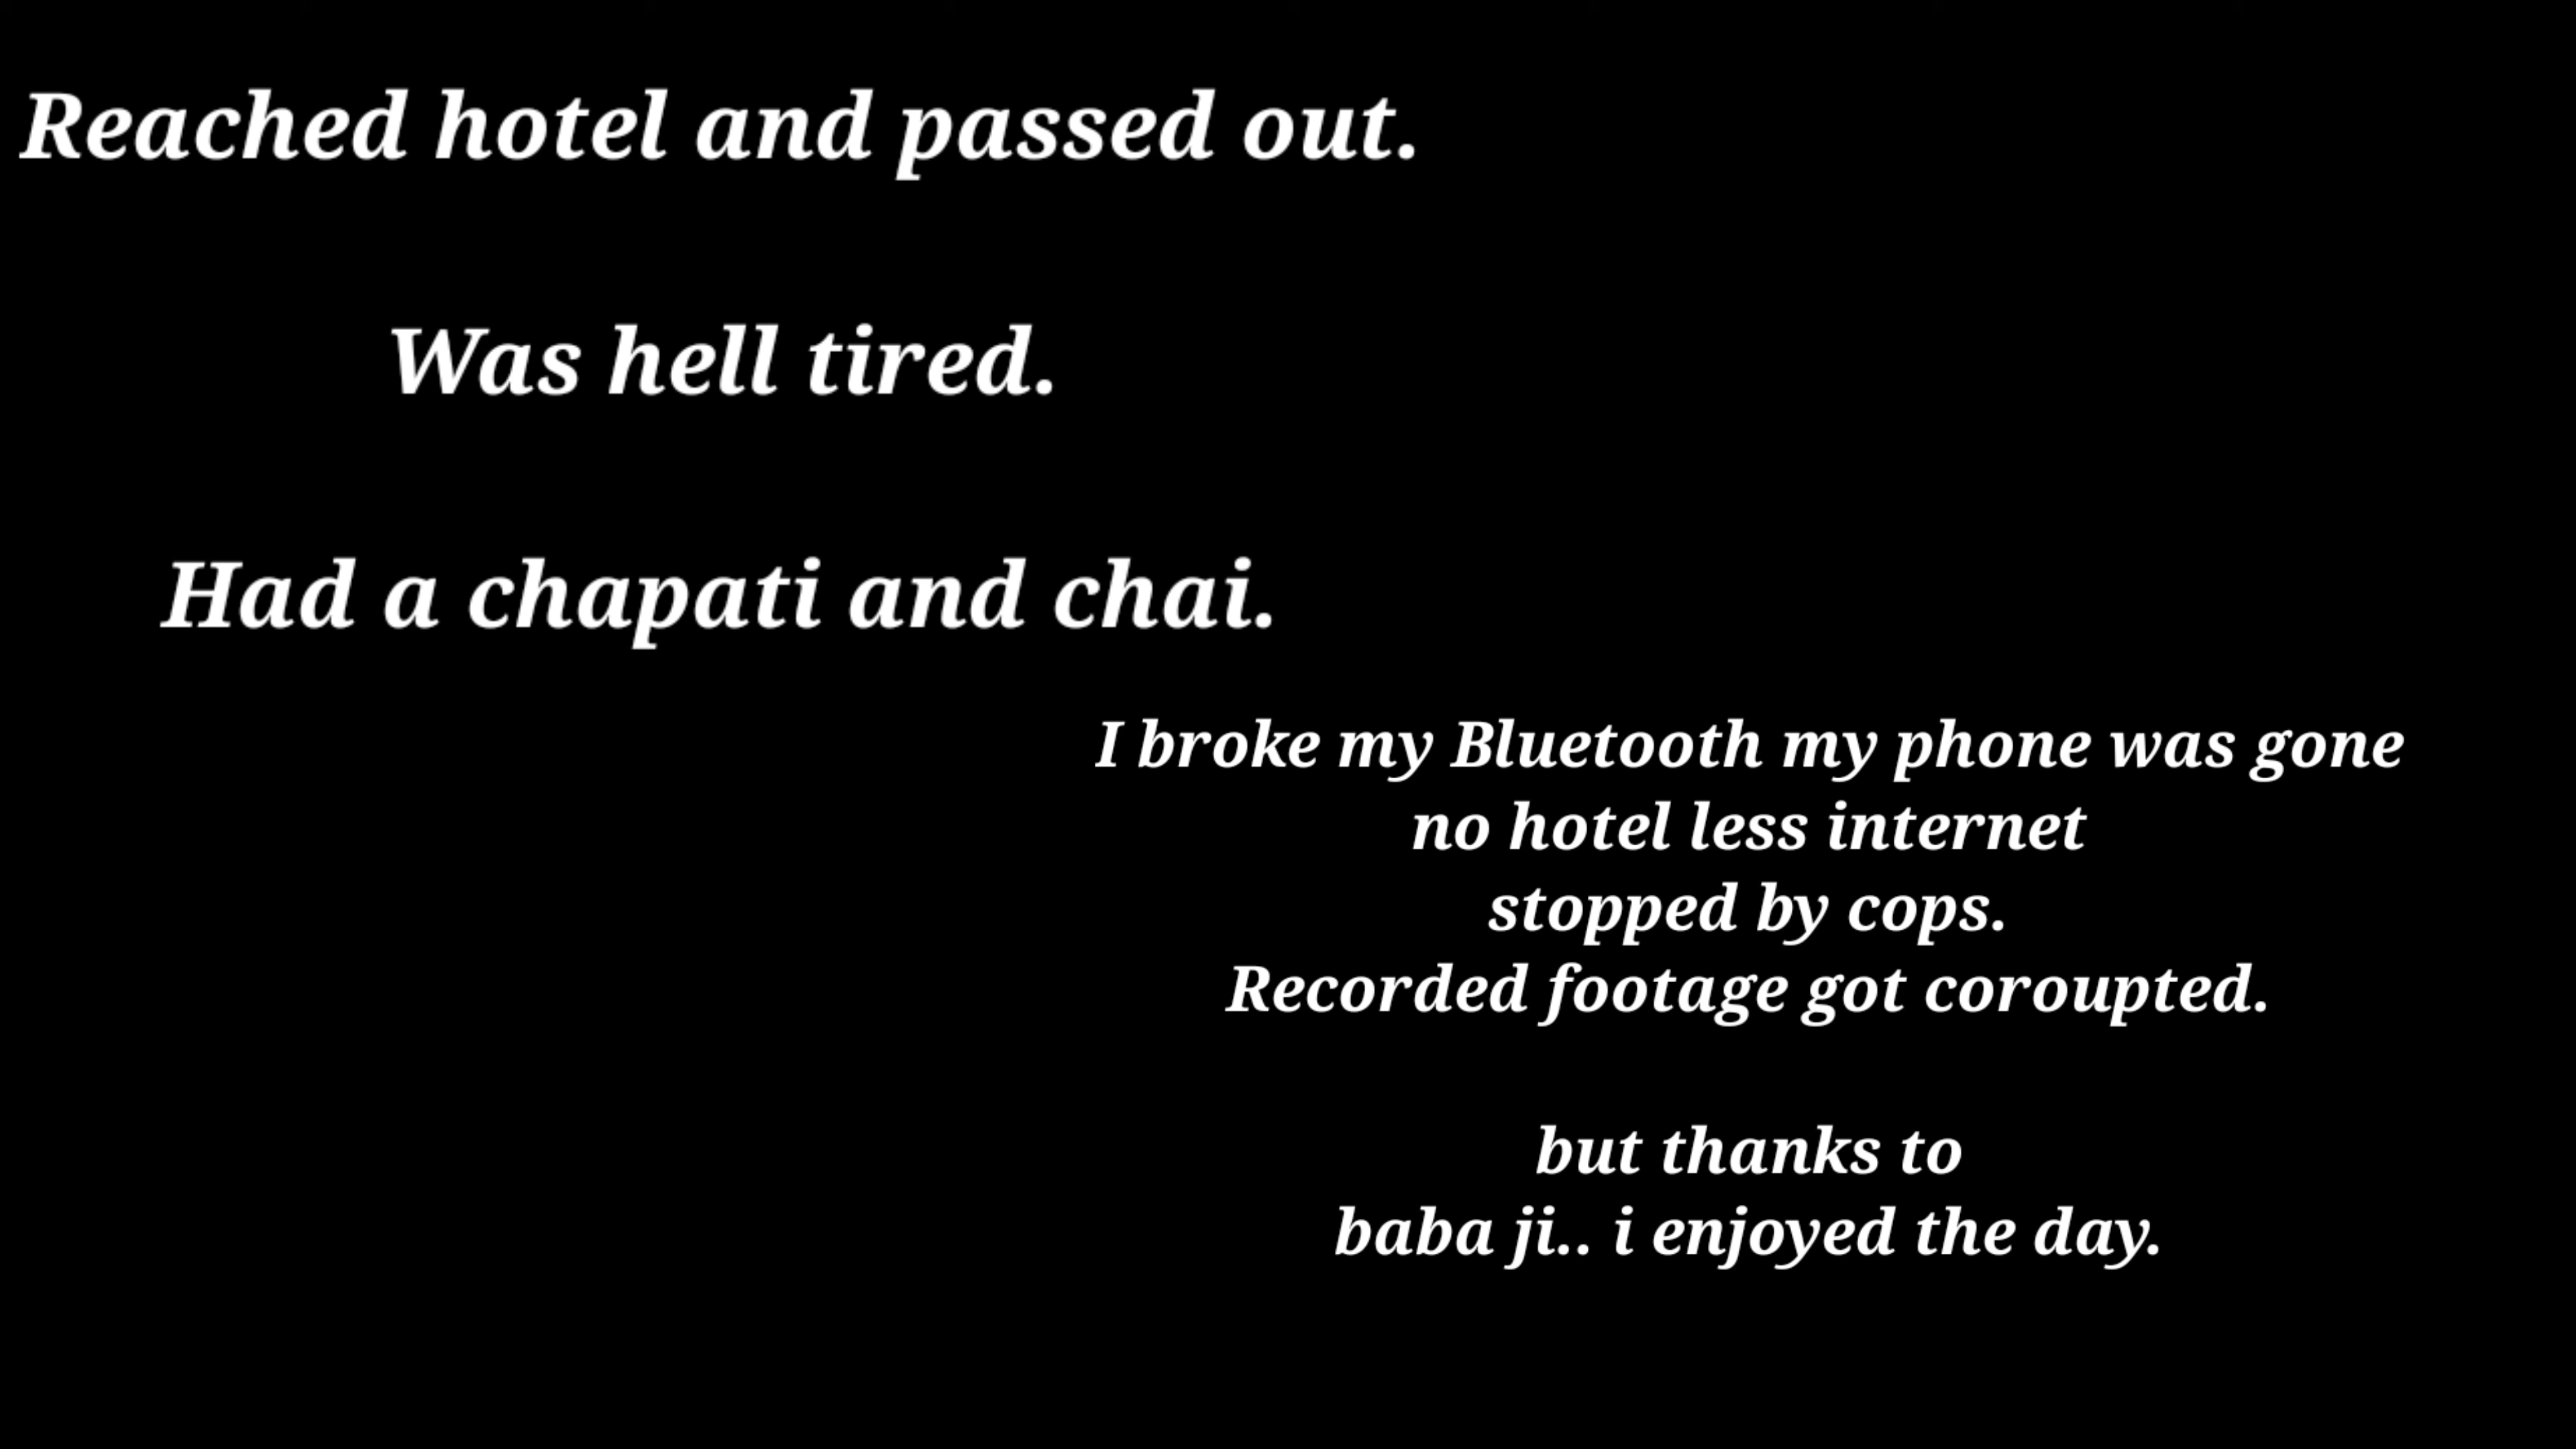 Reached hotel and passed out.
Was hell tired.
Had a chapati and chai.
I broke my Bluetooth my phone was gone
no hotel less internet
stopped by cops.
Recorded footage got coroupted.
but thanks to
baba ji.. i enjoyed the day.